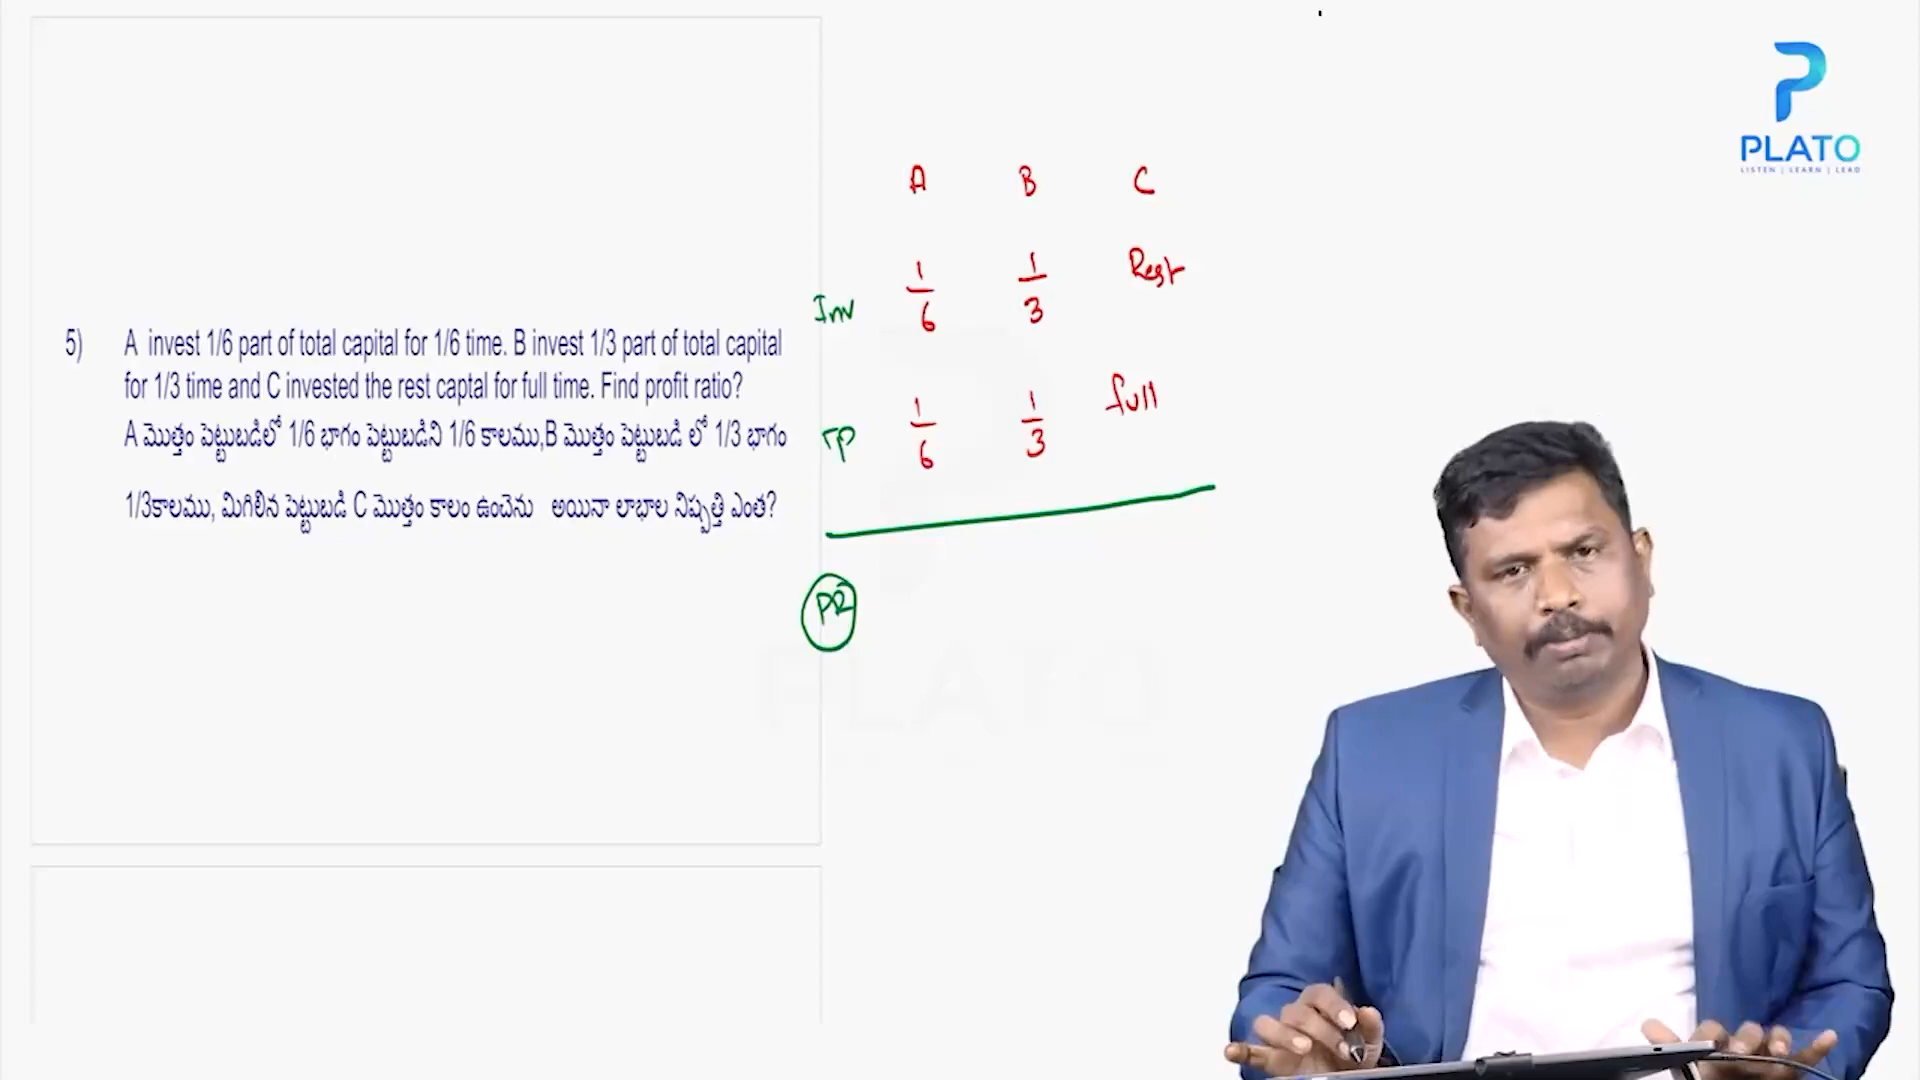 PLATO
LISTEN | LEARN | LEAD
A B C
Inv 1/6 1/3 Rest
TP 1/6 1/3 full
PR
5) A invest 1/6 part of total capital for 1/6 time. B invest 1/3 part of total capital
for 1/3 time and C invested the rest captal for full time. Find profit ratio?
A మొత్తం పెట్టుబడిలో 1/6 భాగం పెట్టుబడిని 1/6 కాలము,B మొత్తం పెట్టుబడి లో 1/3 భాగం
1/3కాలము, మిగిలిన పెట్టుబడి C మొత్తం కాలం ఉంచెను అయినా లాభాల నిష్పత్తి ఎంత?
PLATO